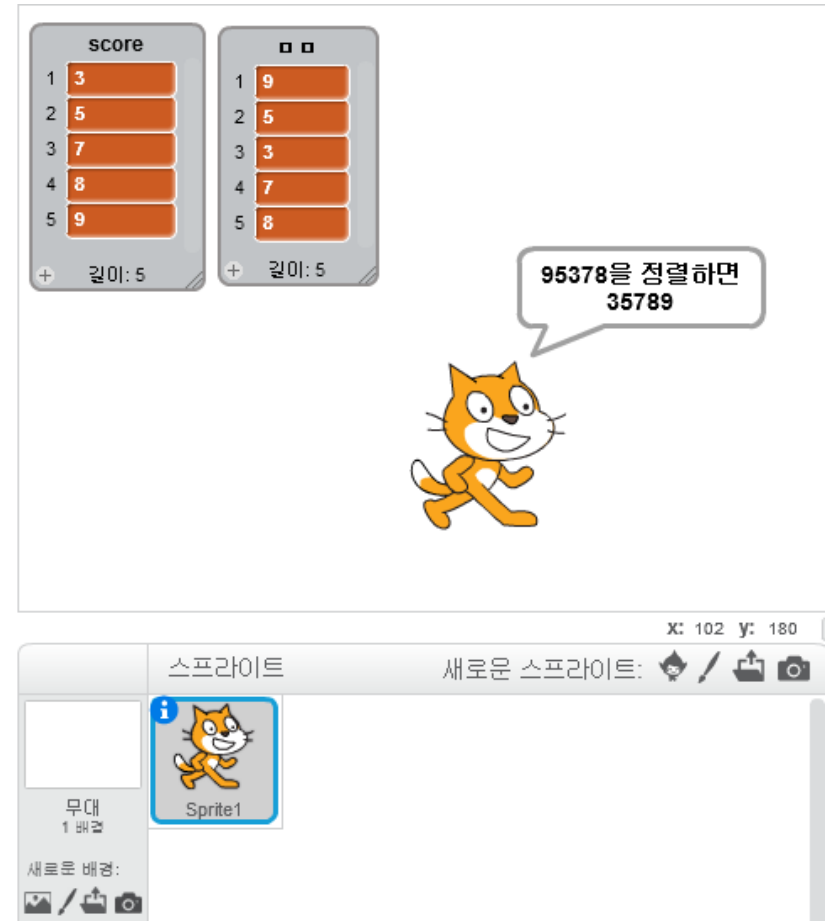 score
1 3
2 5
3 7
4 8
5 9
길이: 5
ㅁㅁ
1 9
2 5
3 3
4 7
5 8
길이: 5
95378을 정렬하면
35789
X: 102 y: 180
스프라이트
새로운 스프라이트:
Sprite1
무대
1 배경
새로운 배경: